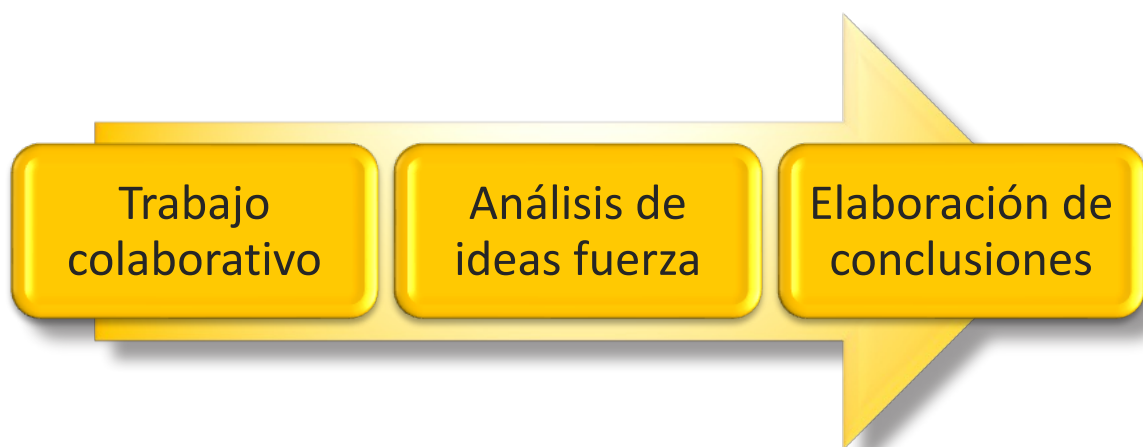 Trabajo
colaborativo
Análisis de
ideas fuerza
Elaboración de
conclusiones